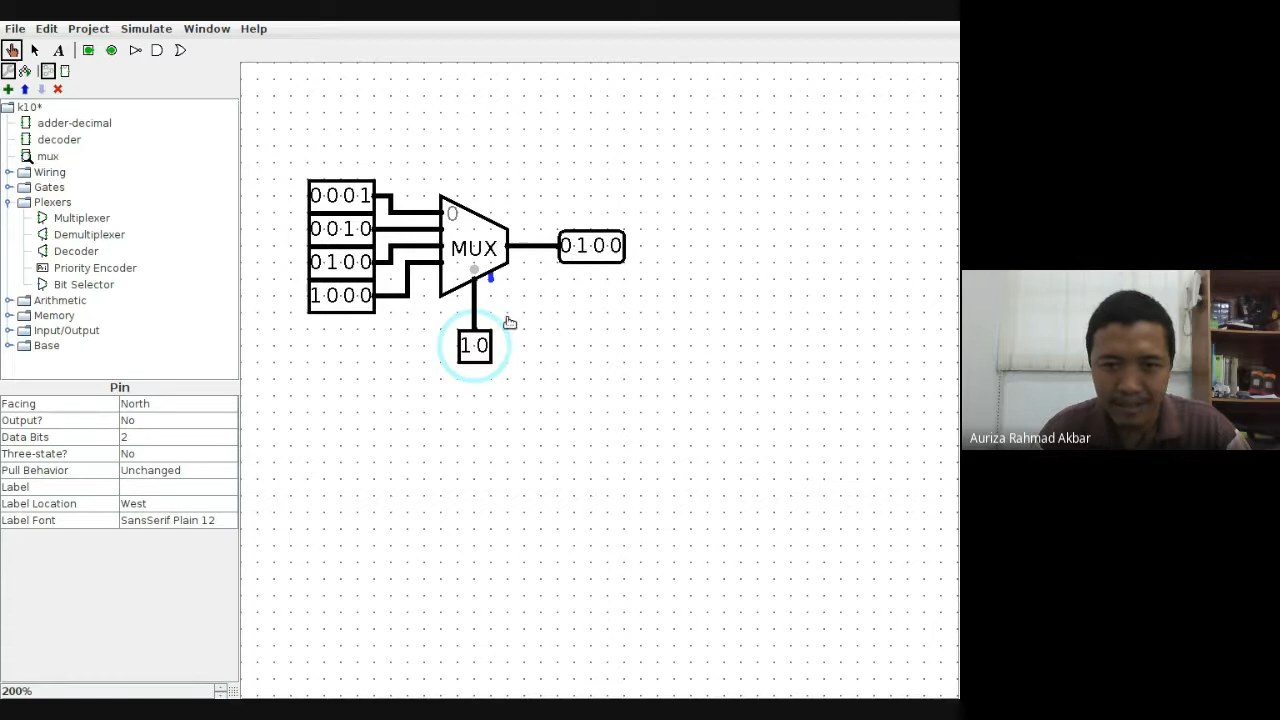 File Edit Project Simulate Window Help
A
k10*
adder-decimal
decoder
mux
Wiring
Gates
Plexers
Multiplexer
Demultiplexer
Decoder
Priority Encoder
Bit Selector
Arithmetic
Memory
Input/Output
Base
Pin
Facing North
Output? No
Data Bits 2
Three-state? No
Pull Behavior Unchanged
Label
Label Location West
Label Font SansSerif Plain 12
200%
0001
0010
0100
1000
0
MUX
0100
10
Auriza Rahmad Akbar